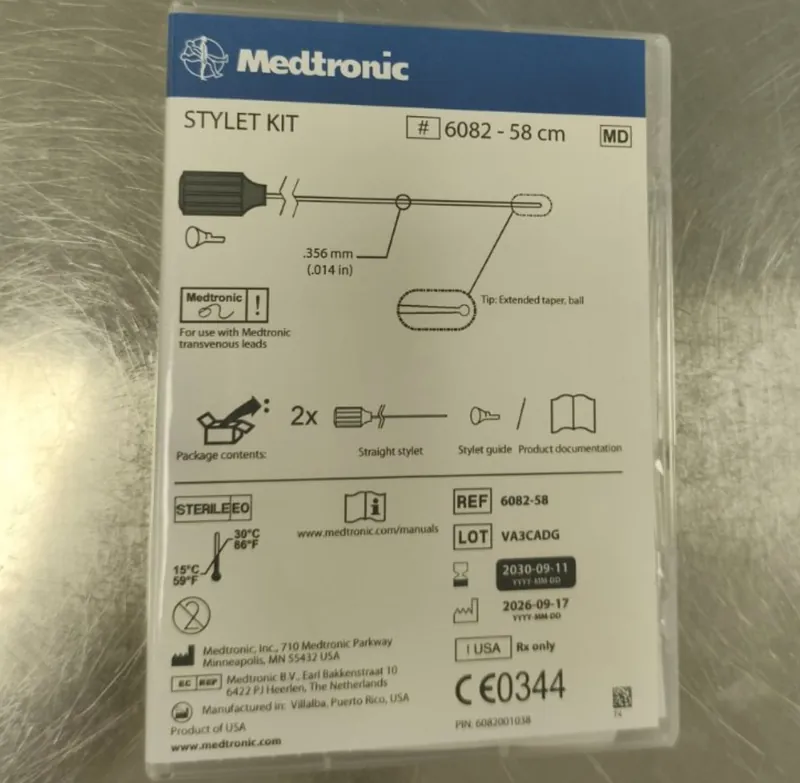 Medtronic
STYLET KIT
# 6082 - 58 cm
MD
.356 mm
(.014 in)
Tip: Extended taper, ball
Medtronic !
For use with Medtronic
transvenous leads
2x
Package contents:
Straight stylet
Stylet guide
Product documentation
STERILE EO
30°C
86°F
15°C
59°F
2
i
www.medtronic.com/manuals
REF 6082-58
LOT VA3CADG
2030-09-11
YYYY-MM-DD
2026-09-17
YYYY-MM-DD
! USA Rx only
CE0344
Medtronic, Inc., 710 Medtronic Parkway
Minneapolis, MN 55432 USA
EC REP Medtronic B.V., Earl Bakkenstraat 10
6422 PJ Heerlen, The Netherlands
Manufactured in: Villalba, Puerto Rico, USA
Product of USA
www.medtronic.com
PIN: 6082001038
T4